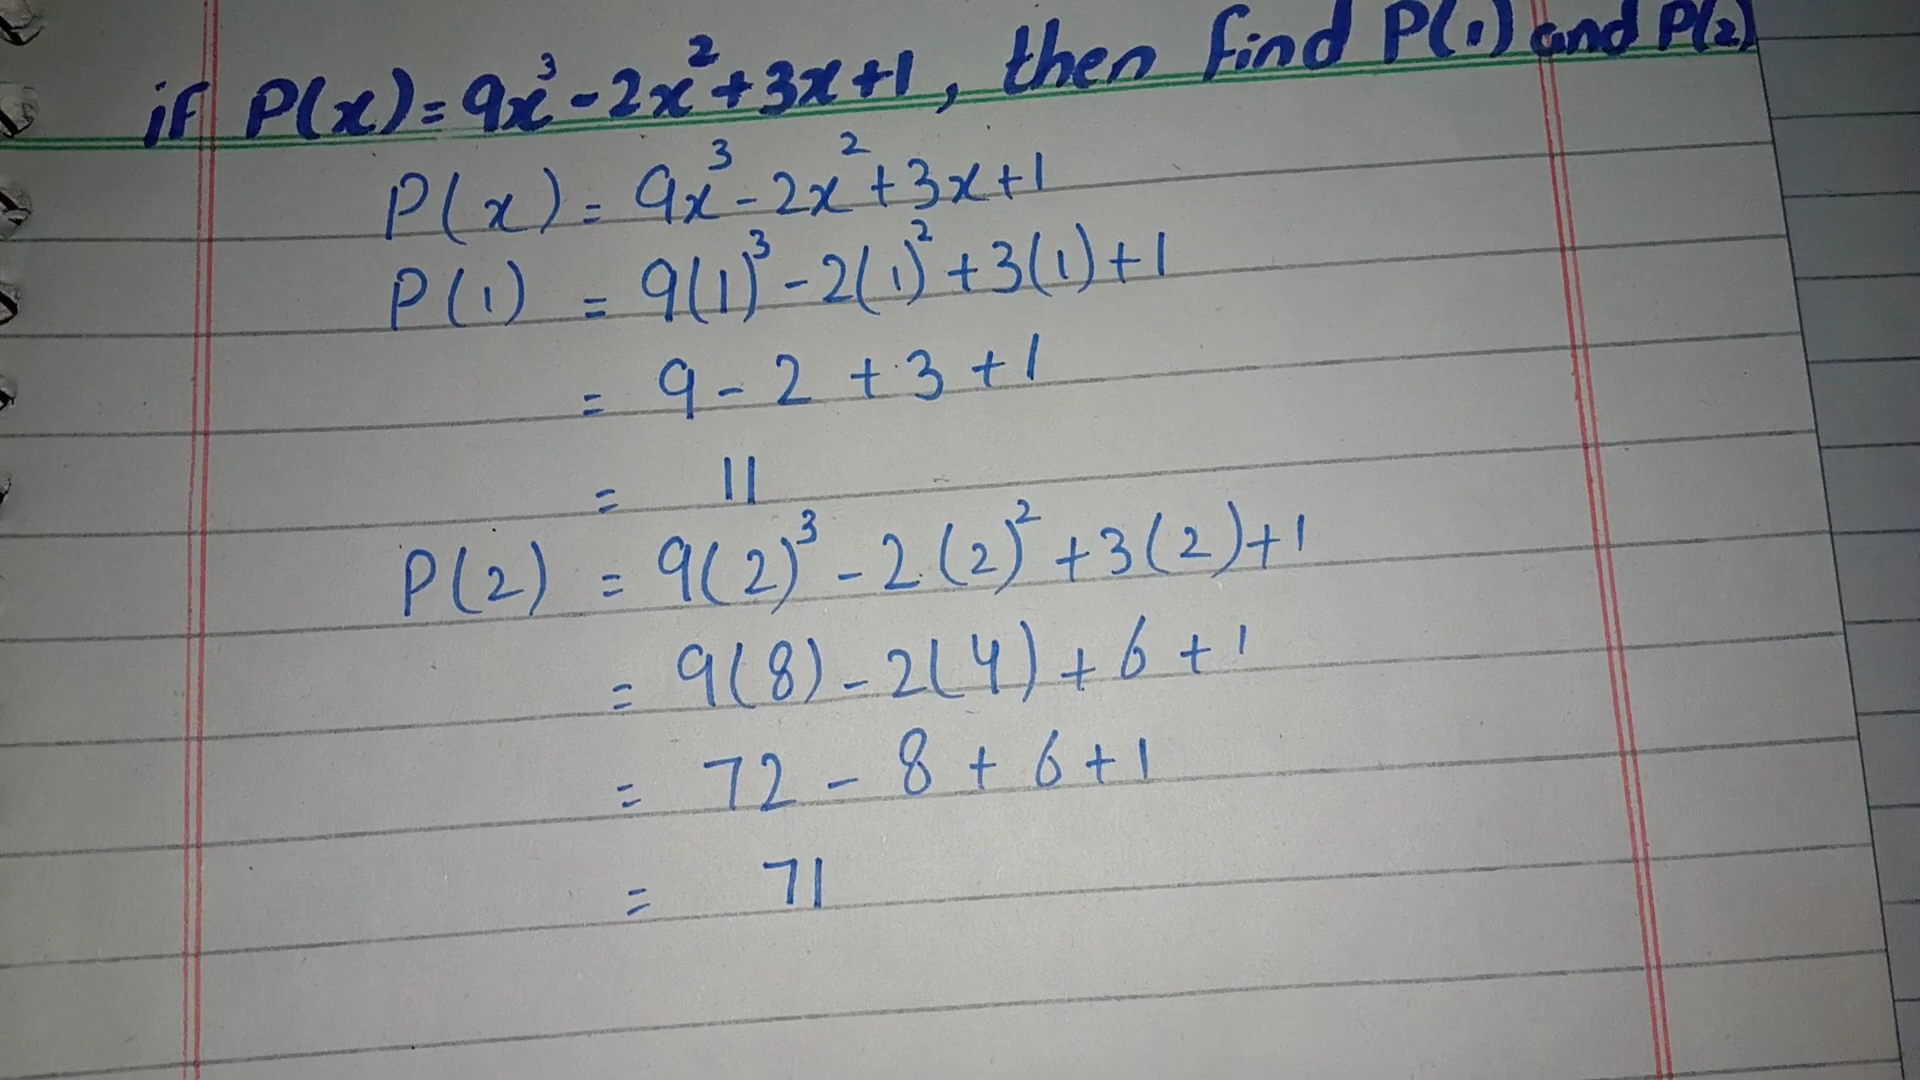 if P(x)=9x³-2x²+3x+1, then find P(1) and P(2)
P(x) = 9x³-2x²+3x+1
P(1) = 9(1)³-2(1)²+3(1)+1
= 9-2+3+1
= 11
P(2) = 9(2)³-2(2)²+3(2)+1
= 9(8)-2(4)+6+1
= 72-8+6+1
= 71